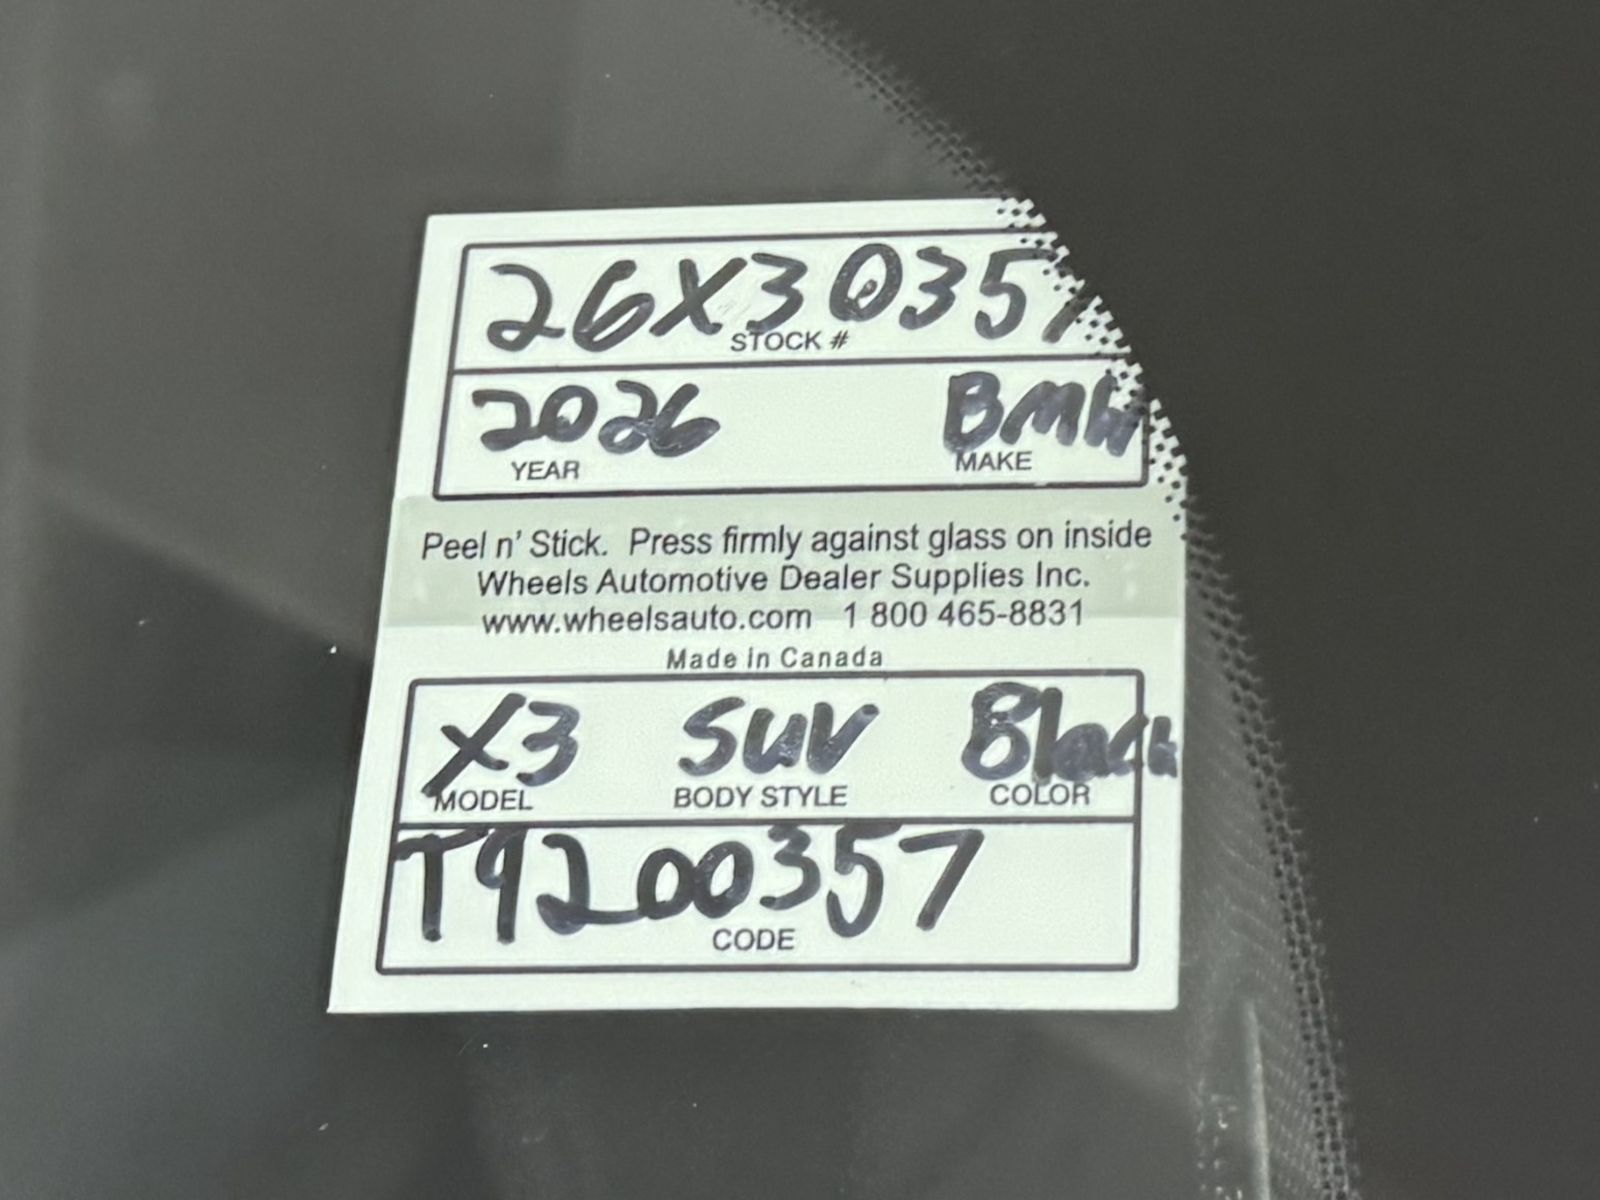 26X30357
STOCK #
2026 BMW
YEAR MAKE
Peel n' Stick. Press firmly against glass on inside
Wheels Automotive Dealer Supplies Inc.
www.wheelsauto.com 1 800 465-8831
Made in Canada
X3 SUV Black
MODEL BODY STYLE COLOR
T9200357
CODE